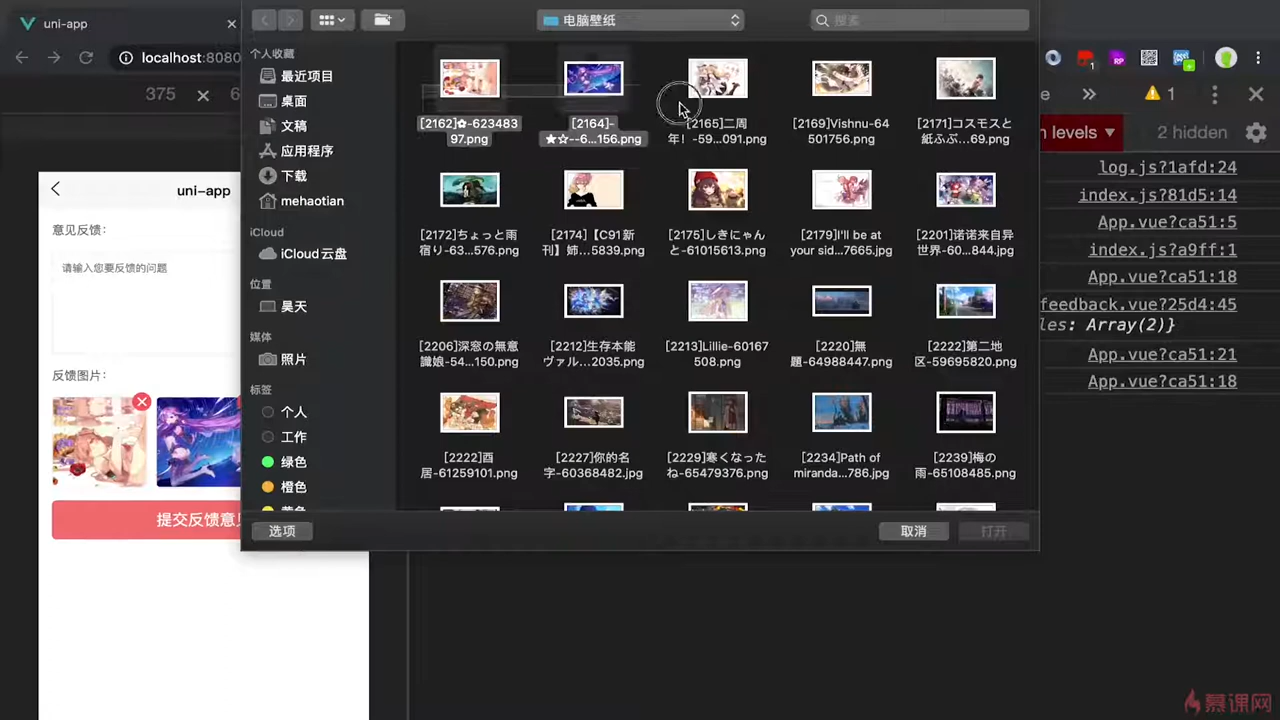 uni-app
localhost:8080
375
6
uni-app
意见反馈:
请输入您要反馈的问题
反馈图片:
提交反馈意见
电脑壁纸
搜索
个人收藏
最近项目
桌面
文稿
应用程序
下载
mehaotian
iCloud
iCloud 云盘
位置
昊天
媒体
照片
标签
个人
工作
绿色
橙色
黄色
[2162]✿-623483
97.png
[2164]-
★☆--6...156.png
[2165]二周
年！-59...091.png
[2169]Vishnu-64
501756.png
[2171]コスモスと
紙ふぶ...69.png
[2172]ちょっと雨
宿り-63...576.png
[2174]【C91新
刊】姉...5839.png
[2175]しきにゃん
と-61015613.png
[2179]I'll be at
your sid...7665.jpg
[2201]诺诺来自异
世界-60...844.jpg
[2206]深窓の無意
識娘-54...150.png
[2212]生存本能
ヴァル...2035.png
[2213]Lillie-60167
508.png
[2220]無
題-64988447.png
[2222]第二地
区-59695820.png
[2222]酉
居-61259101.png
[2227]你的名
字-60368482.jpg
[2229]寒くなった
ね-65479376.png
[2234]Path of
miranda...786.jpg
[2239]梅の
雨-65108485.png
选项
取消
打开
1
RP
e
1
n levels
2 hidden
log.js?1afd:24
index.js?81d5:14
App.vue?ca51:5
index.js?a9ff:1
App.vue?ca51:18
feedback.vue?25d4:45
les: Array(2)}
App.vue?ca51:21
App.vue?ca51:18
慕课网